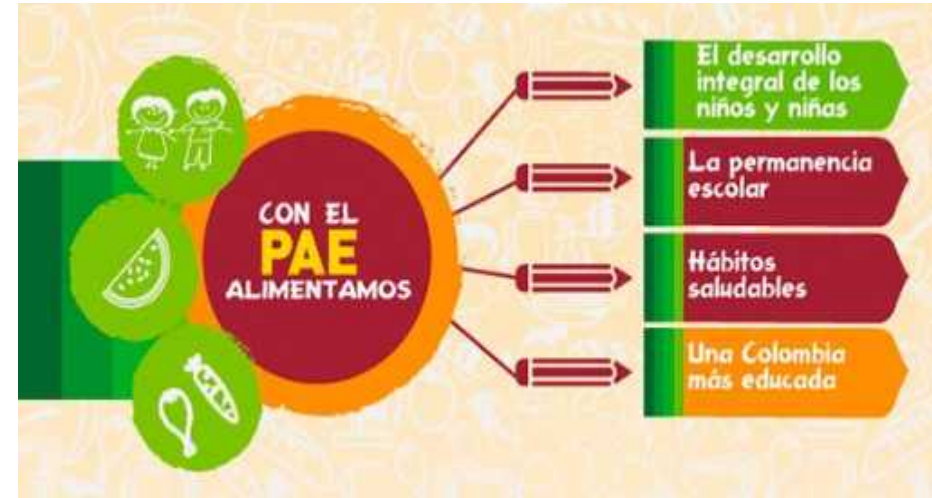 CON EL
PAE
ALIMENTAMOS
El desarrollo
integral de los
niños y niñas
La permanencia
escolar
Hábitos
saludables
Una Colombia
más educada